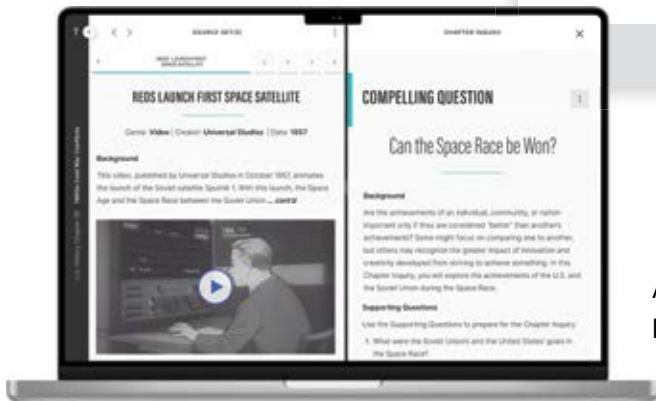 SOURCE SET(S)
REDS LAUNCH FIRST
SPACE SATELLITE
REDS LAUNCH FIRST SPACE SATELLITE
Genre: Video | Creator: Universal Studios | Date: 1957
Background
This video, published by Universal Studios in October 1957, animates
the launch of the Soviet satellite Sputnik 1. With this launch, the Space
Age and the Space Race between the Soviet Union ... cont'd
CHAPTER INQUIRY
COMPELLING QUESTION
Can the Space Race be Won?
Background
Are the achievements of an individual, community, or nation
important only if they are considered "better" than another's
achievements? Some might focus on comparing one to another,
but others may recognize the greater impact of innovation and
creativity developed from striving to achieve something. In this
Chapter Inquiry, you will explore the achievements of the U.S. and
the Soviet Union during the Space Race.
Supporting Questions
Use the Supporting Questions to prepare for the Chapter Inquiry.
1. What were the Soviet Union's and the United States' goals in
the Space Race?